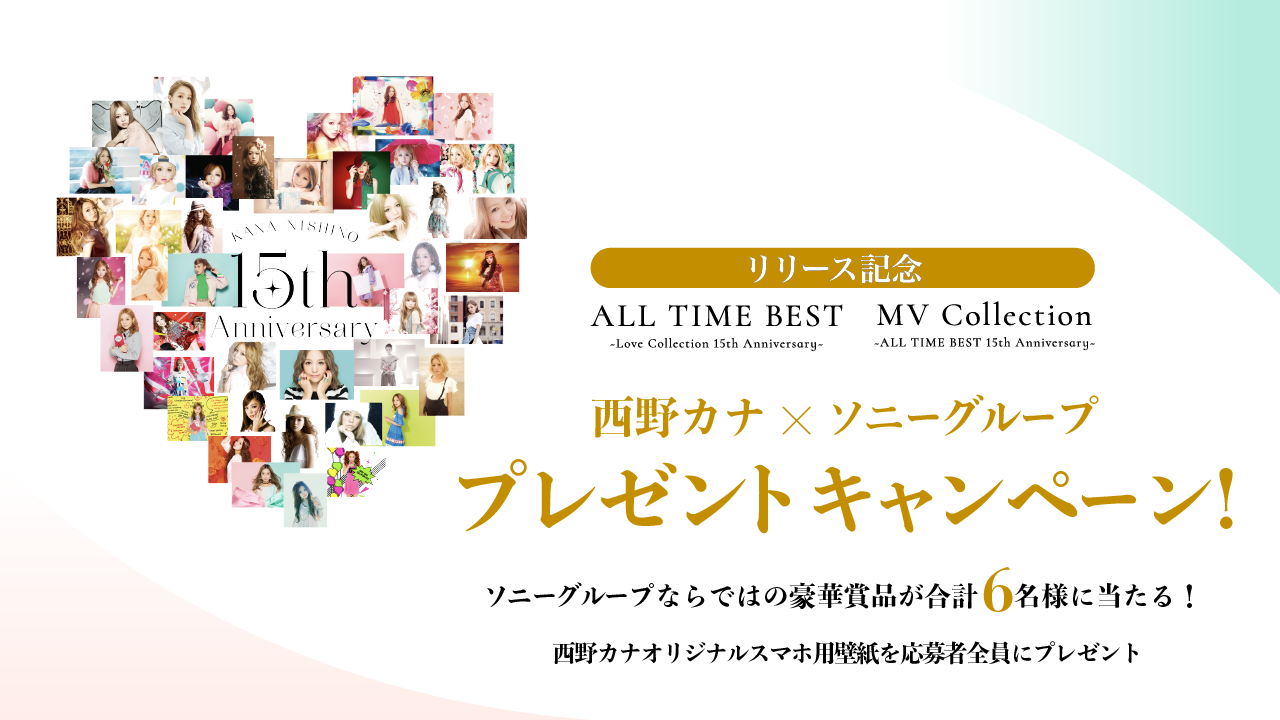 KANA NISHINO
15th
Anniversary
リリース記念
ALL TIME BEST
~Love Collection 15th Anniversary~
MV Collection
~ALL TIME BEST 15th Anniversary~
西野カナ × ソニーグループ
プレゼントキャンペーン!
ソニーグループならではの豪華賞品が合計6名様に当たる！
西野カナオリジナルスマホ用壁紙を応募者全員にプレゼント